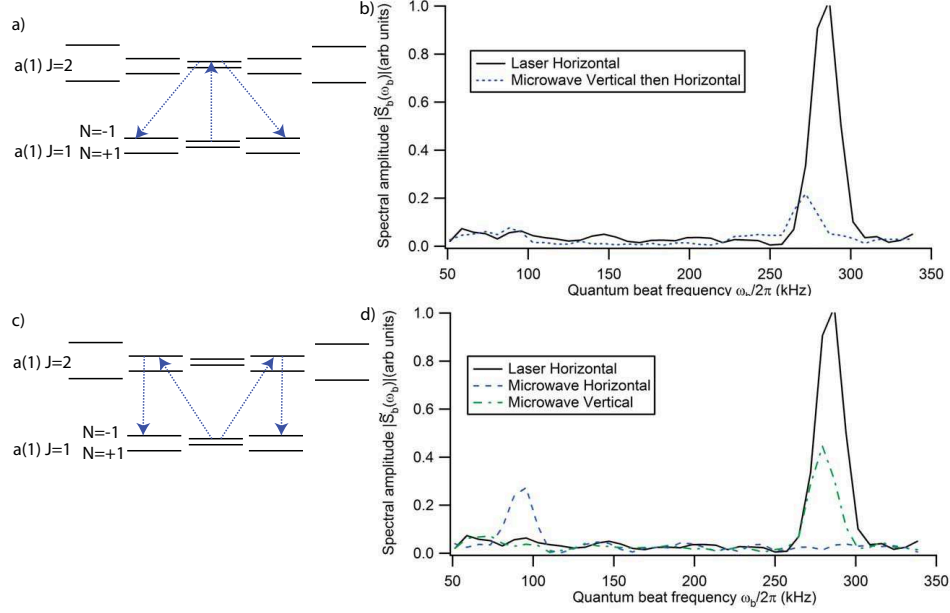 a)
a(1) J=2
N=-1
a(1) J=1 N=+1
b)
Spectral amplitude |S̃b(ωb)|(arb units)
1.0
0.8
0.6
0.4
0.2
0.0
Laser Horizontal
Microwave Vertical then Horizontal
50 100 150 200 250 300 350
Quantum beat frequency ωb/2π (kHz)
c)
a(1) J=2
N=-1
a(1) J=1 N=+1
d)
Spectral amplitude |S̃b(ωb)|(arb units)
1.0
0.8
0.6
0.4
0.2
0.0
Laser Horizontal
Microwave Horizontal
Microwave Vertical
50 100 150 200 250 300 350
Quantum beat frequency ωb/2π (kHz)